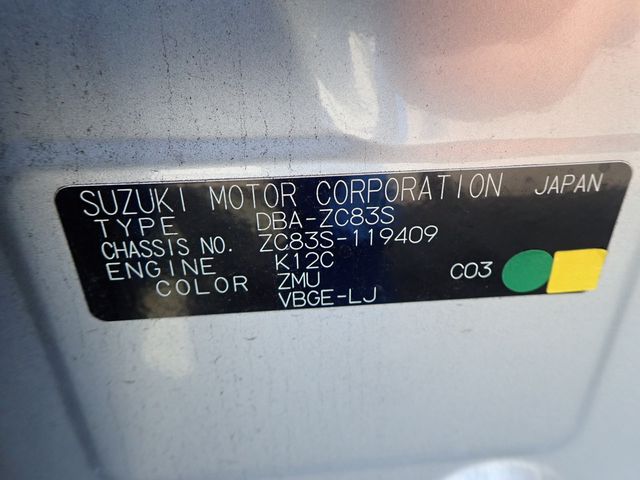 SUZUKI MOTOR CORPORATION JAPAN
TYPE DBA-ZC83S
CHASSIS NO. ZC83S-119409
ENGINE K12C
COLOR ZMU C03
VBGE-LJ